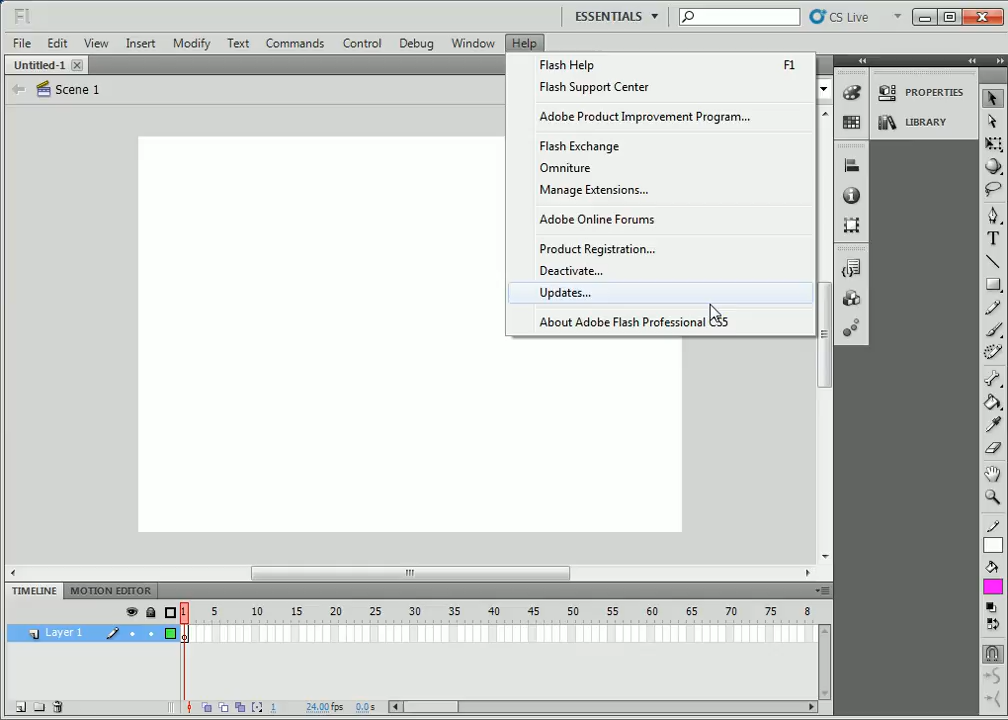 Fl
ESSENTIALS
CS Live
File Edit View Insert Modify Text Commands Control Debug Window Help
Untitled-1
Scene 1
Flash Help F1
Flash Support Center
Adobe Product Improvement Program...
Flash Exchange
Omniture
Manage Extensions...
Adobe Online Forums
Product Registration...
Deactivate...
Updates...
About Adobe Flash Professional CS5
PROPERTIES
LIBRARY
T
TIMELINE MOTION EDITOR
1 5 10 15 20 25 30 35 40 45 50 55 60 65 70 75 8
Layer 1
1 24.00 fps 0.0 s